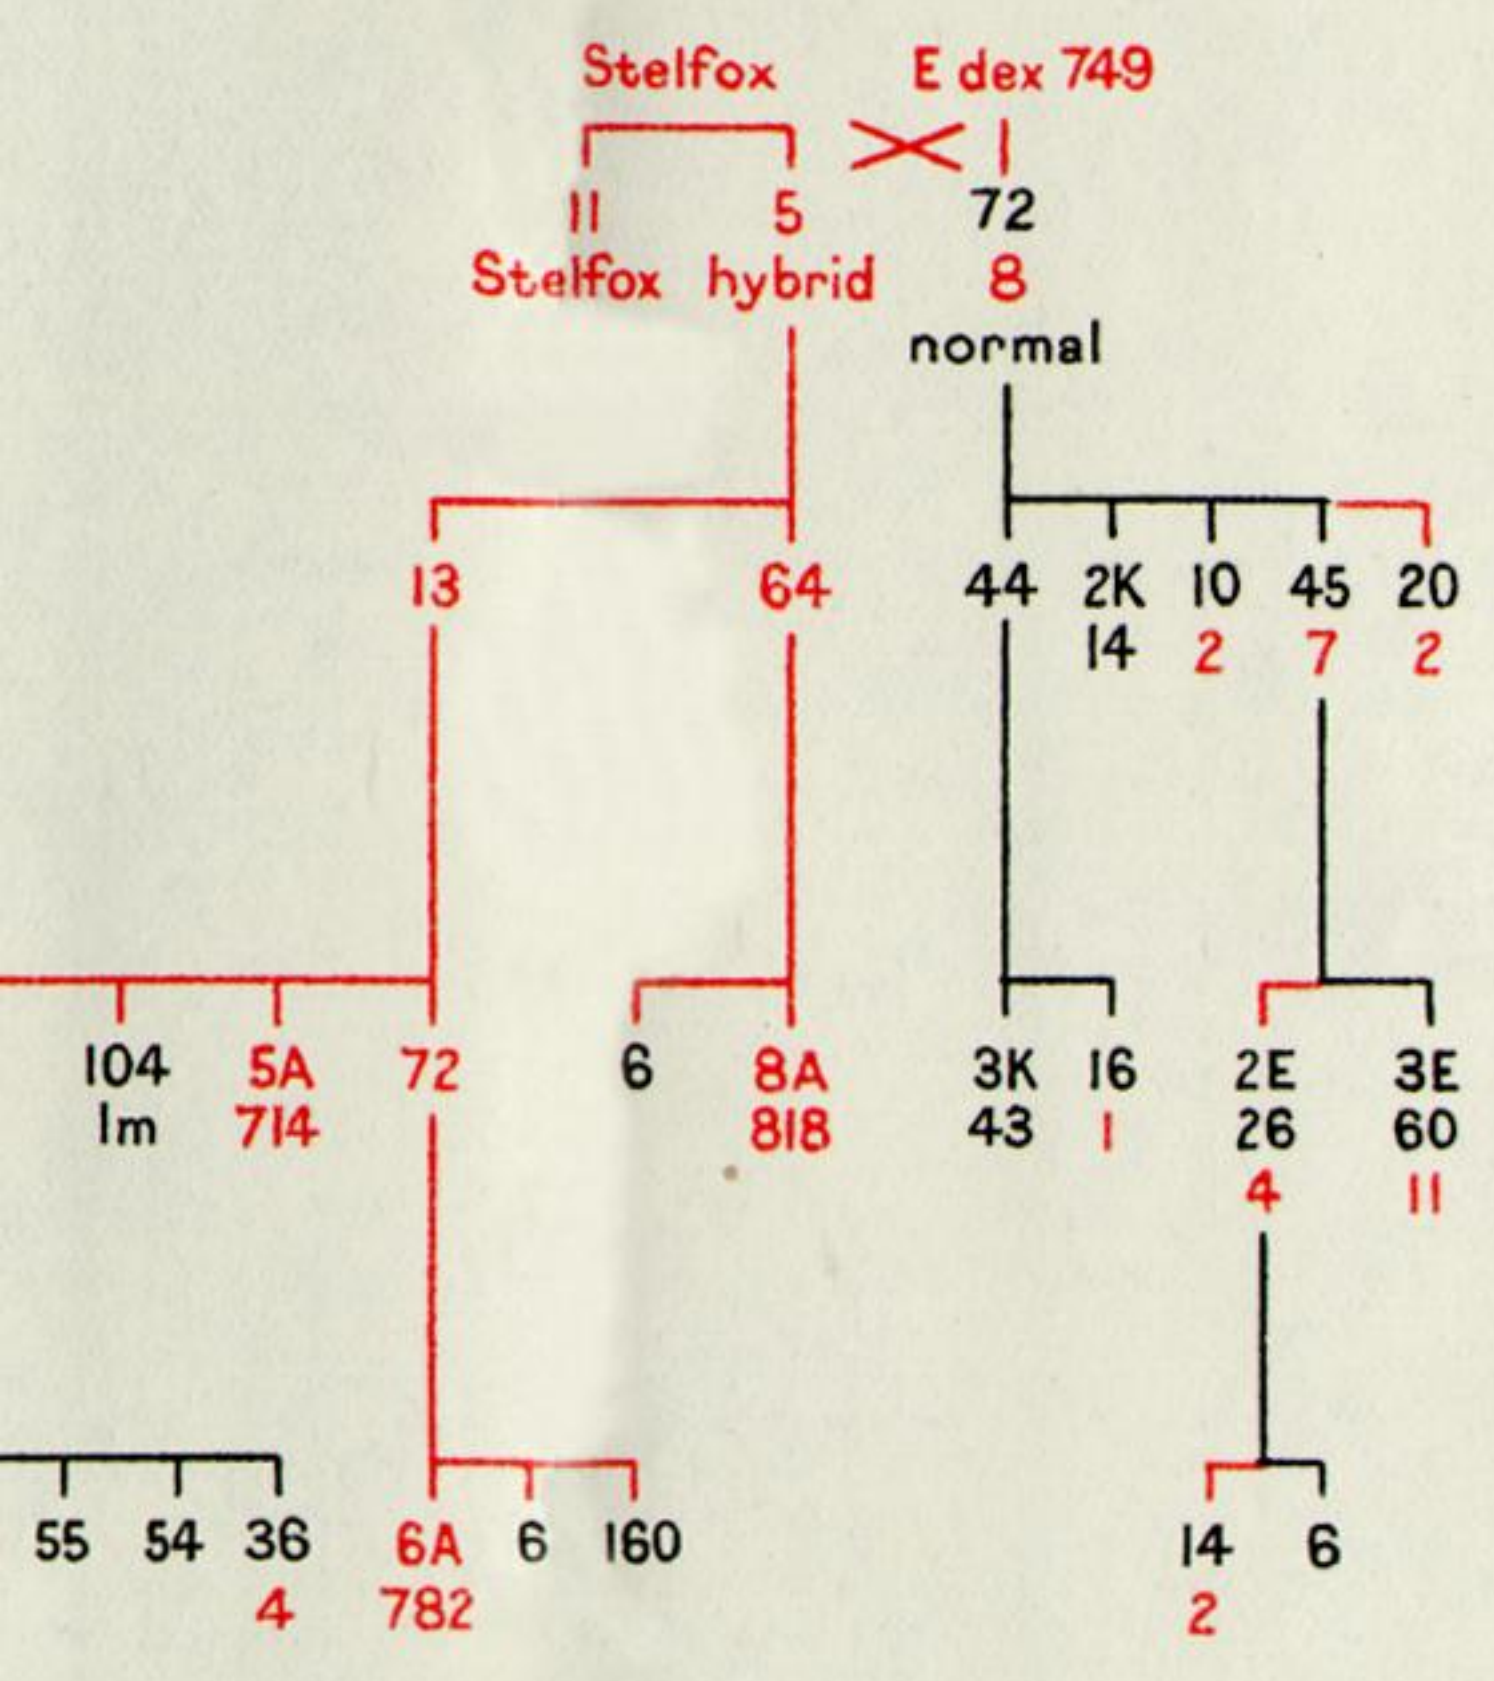 Stelfox E dex 749
11 5 72
Stelfox hybrid 8
normal
13 64 44 2K 10 45 20
14 2 7 2
104 5A 72 6 8A 3K 16 2E 3E
1m 714 818 43 1 26 60
4 11
55 54 36 6A 6 160 14 6
4 782 2